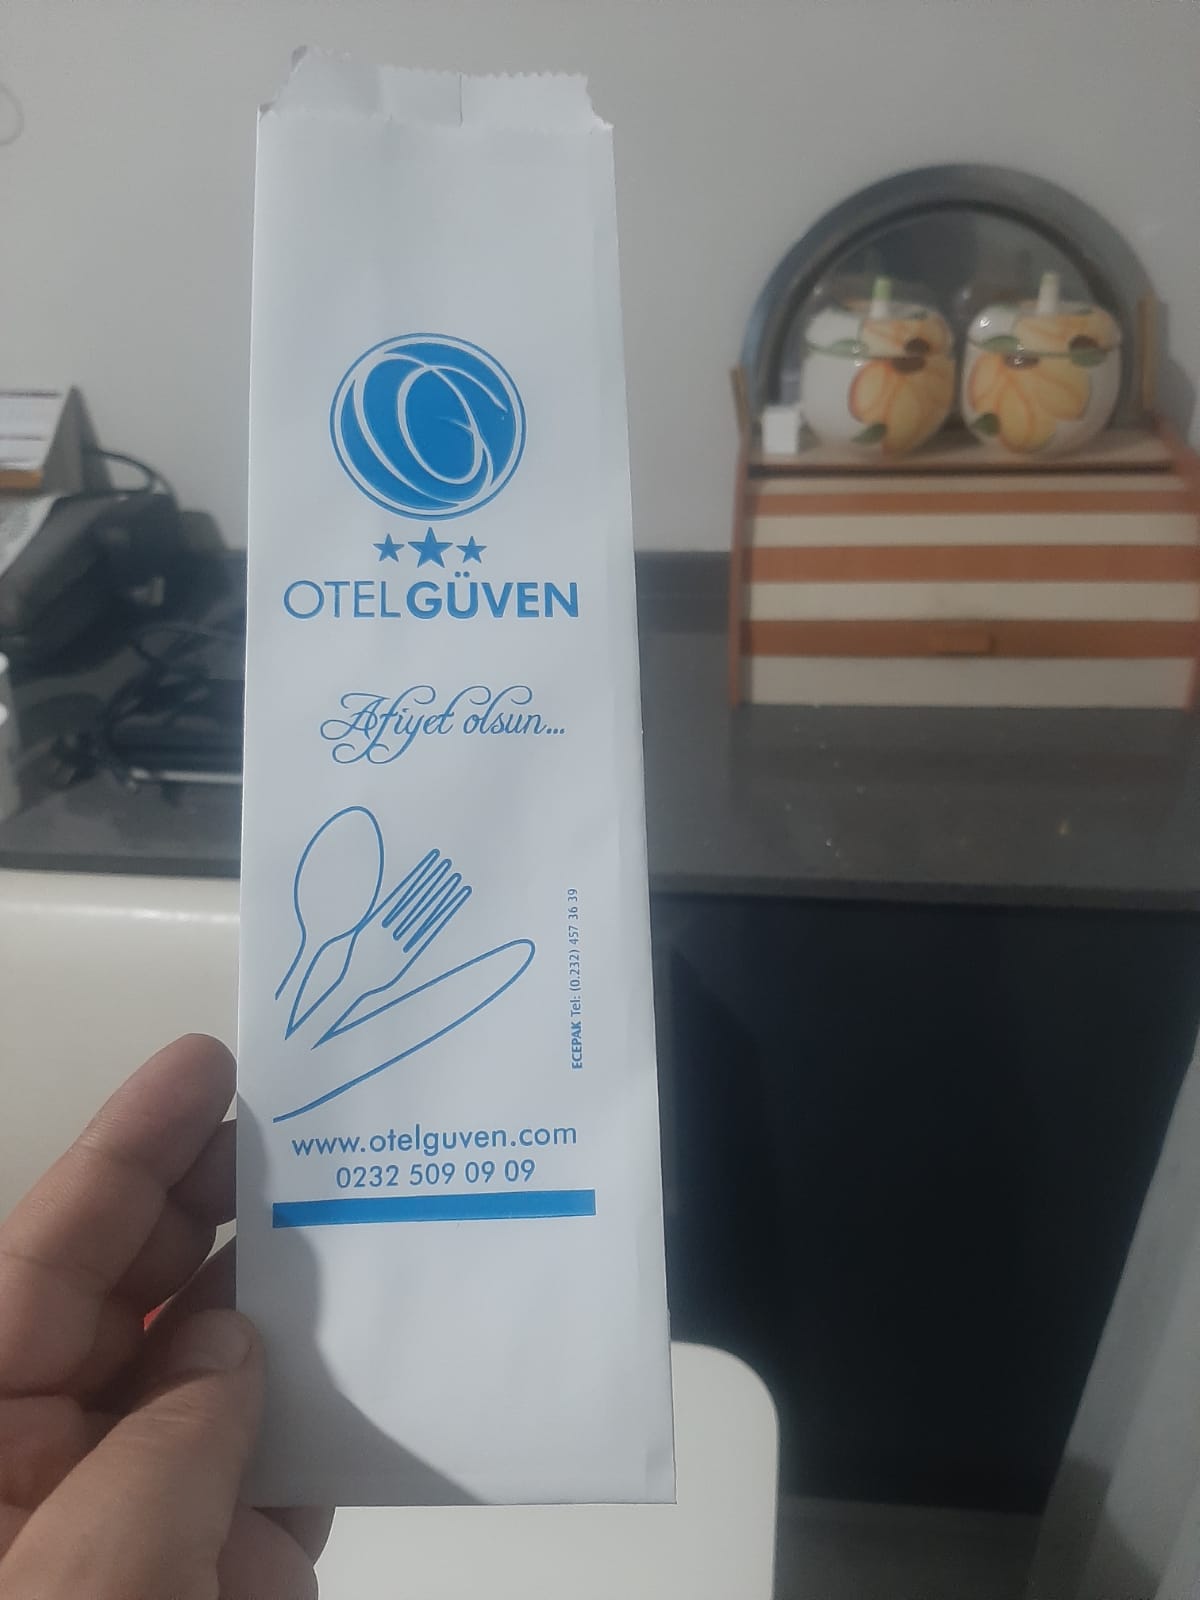 OTELGÜVEN
Afiyet olsun...
ECEPAK Tel: (0.232) 457 36 39
www.otelguven.com
0232 509 09 09